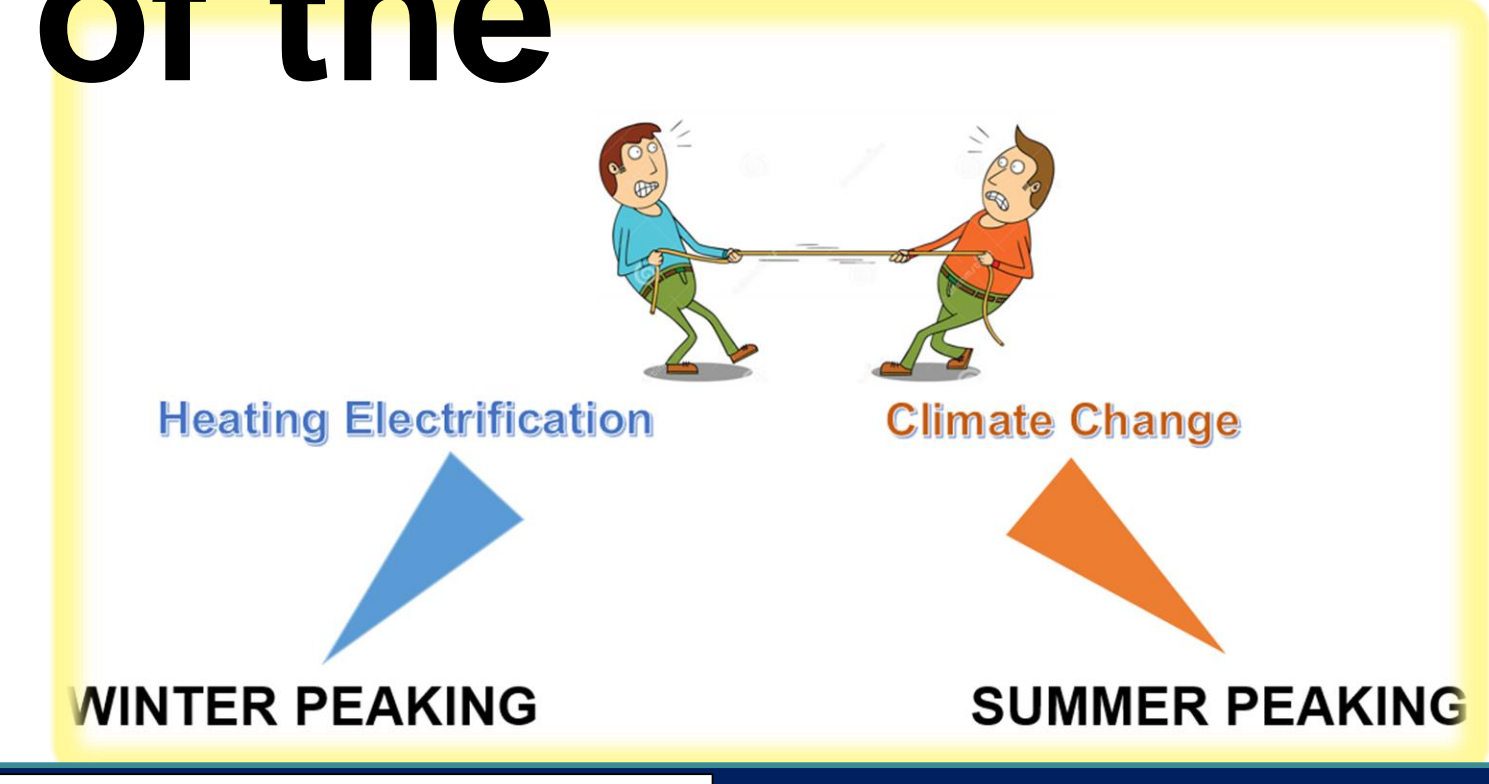 of the
Heating Electrification
Climate Change
WINTER PEAKING
SUMMER PEAKING